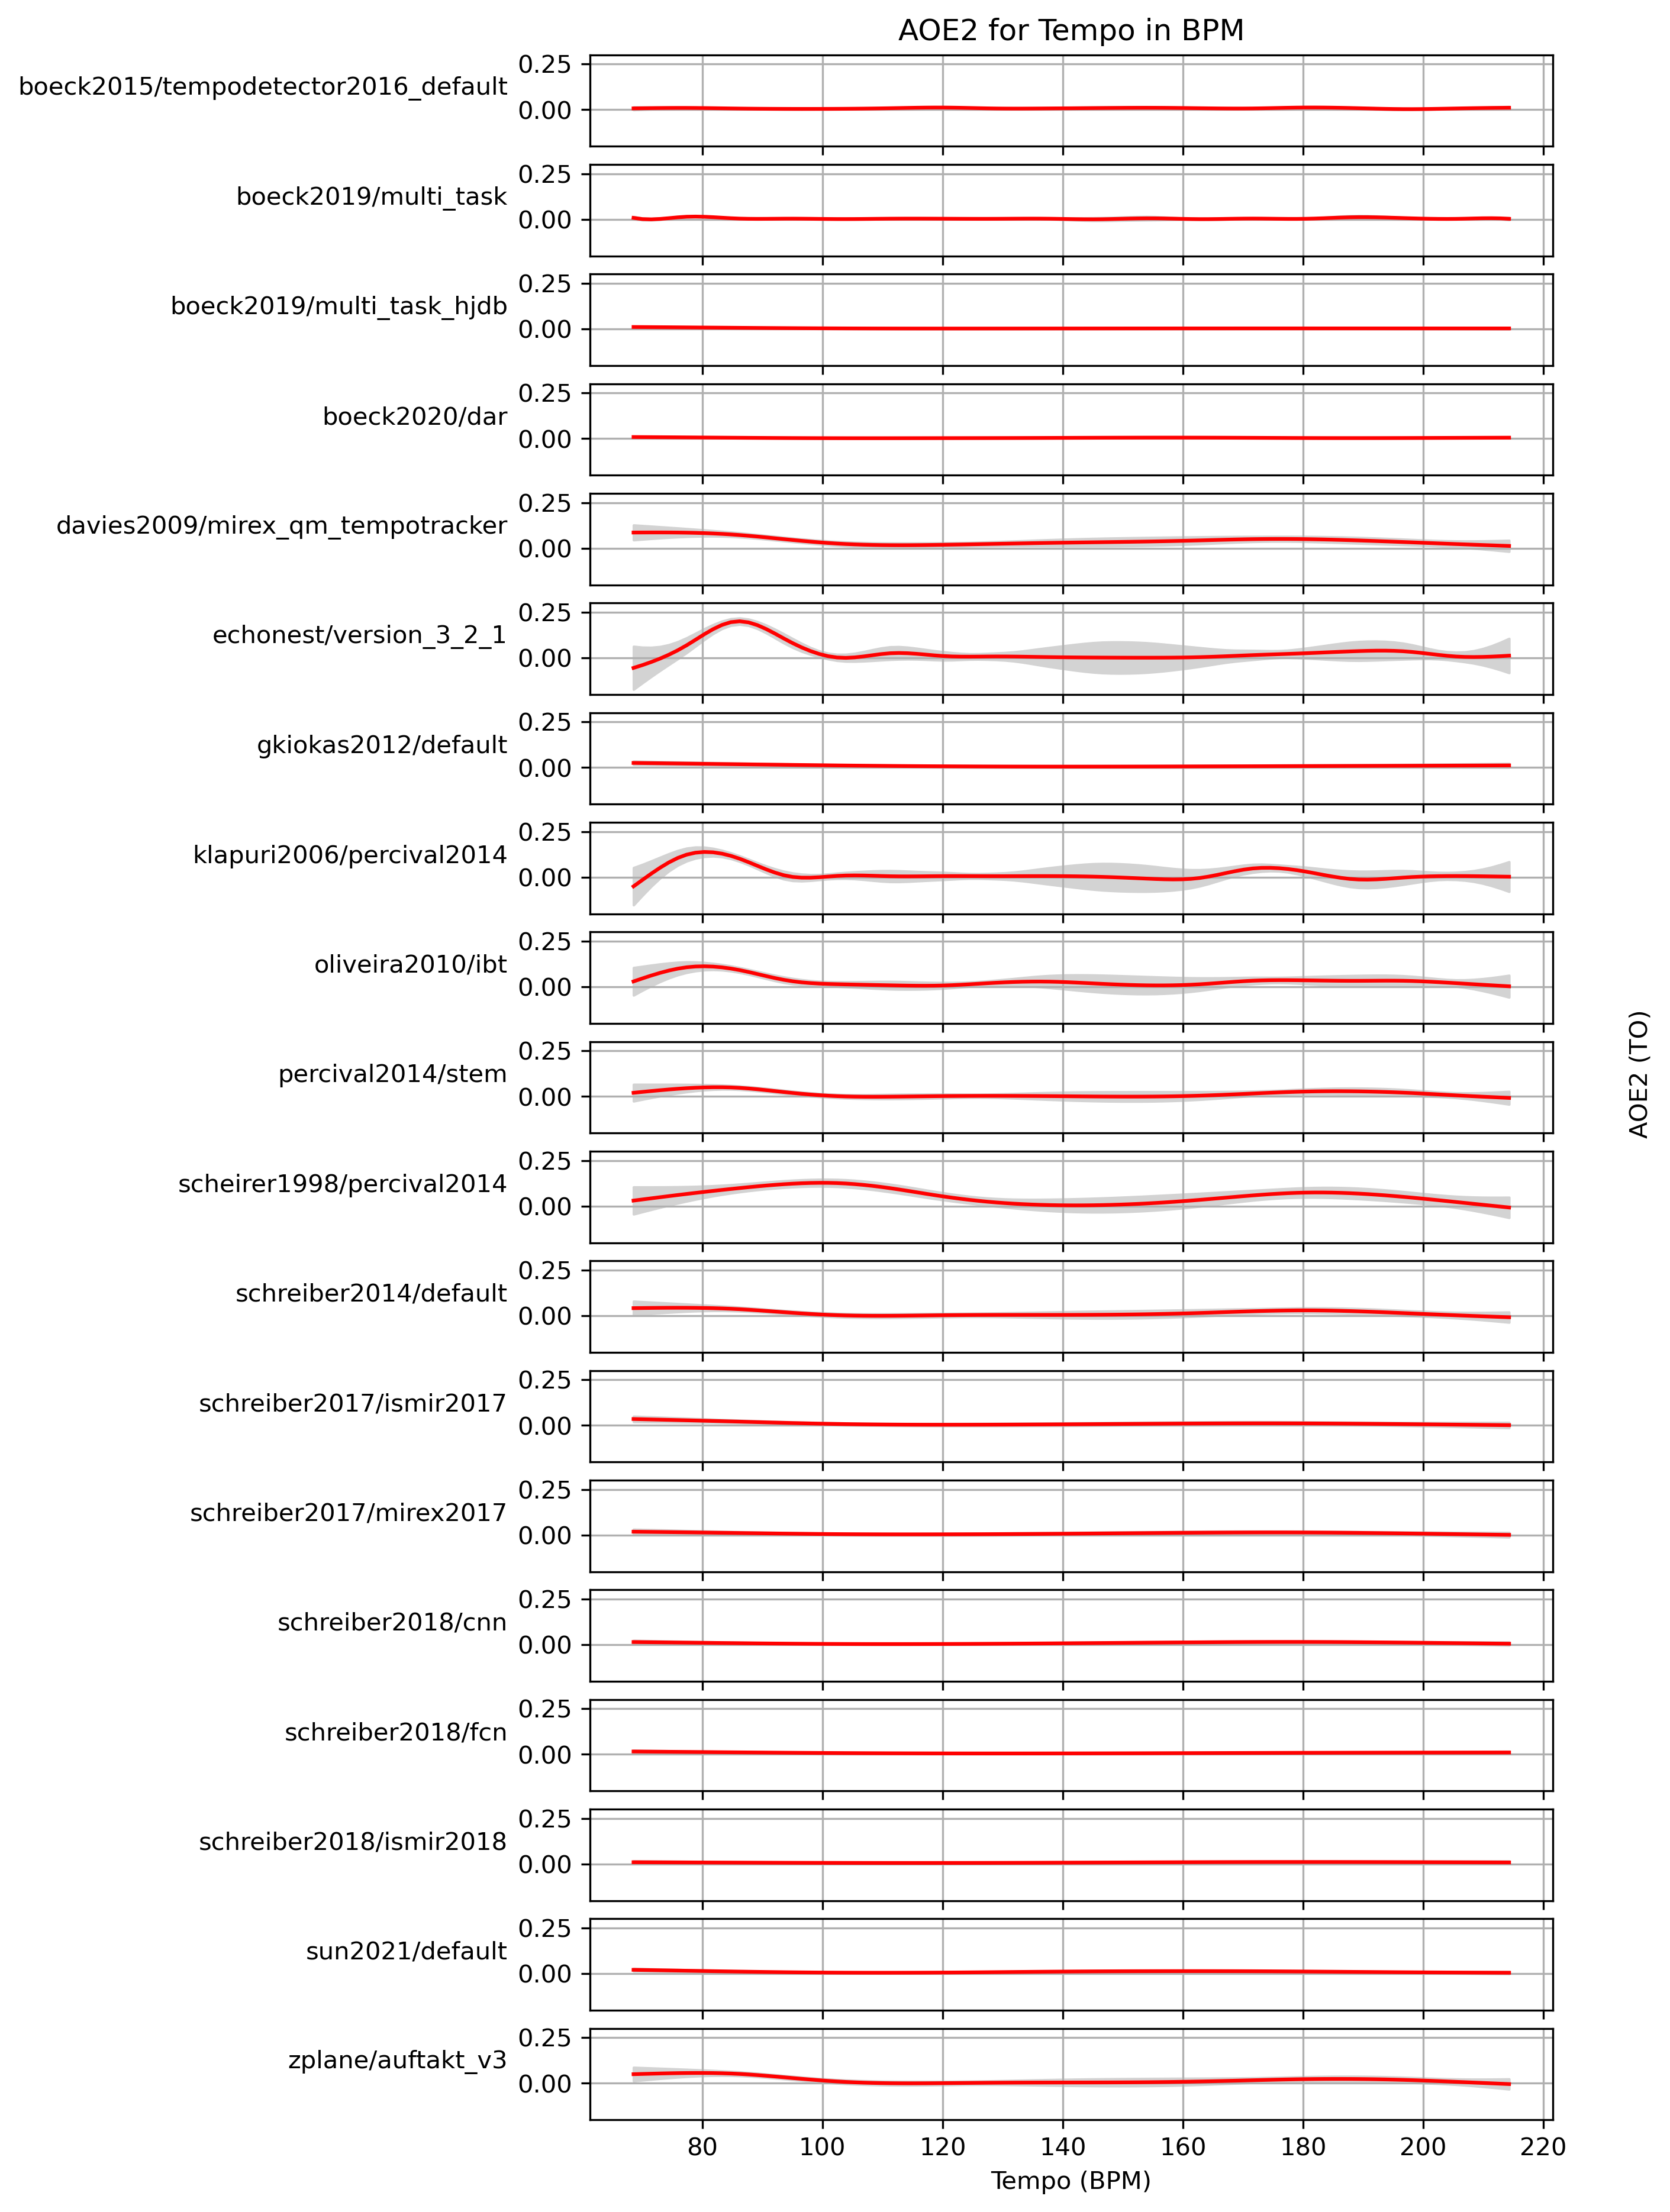 AOE2 for Tempo in BPM
boeck2015/tempodetector2016_default
0.25
0.00
boeck2019/multi_task
0.25
0.00
boeck2019/multi_task_hjdb
0.25
0.00
boeck2020/dar
0.25
0.00
davies2009/mirex_qm_tempotracker
0.25
0.00
echonest/version_3_2_1
0.25
0.00
gkiokas2012/default
0.25
0.00
klapuri2006/percival2014
0.25
0.00
oliveira2010/ibt
0.25
0.00
percival2014/stem
0.25
0.00
scheirer1998/percival2014
0.25
0.00
schreiber2014/default
0.25
0.00
schreiber2017/ismir2017
0.25
0.00
schreiber2017/mirex2017
0.25
0.00
schreiber2018/cnn
0.25
0.00
schreiber2018/fcn
0.25
0.00
schreiber2018/ismir2018
0.25
0.00
sun2021/default
0.25
0.00
zplane/auftakt_v3
0.25
0.00
80 100 120 140 160 180 200 220
Tempo (BPM)
AOE2 (TO)